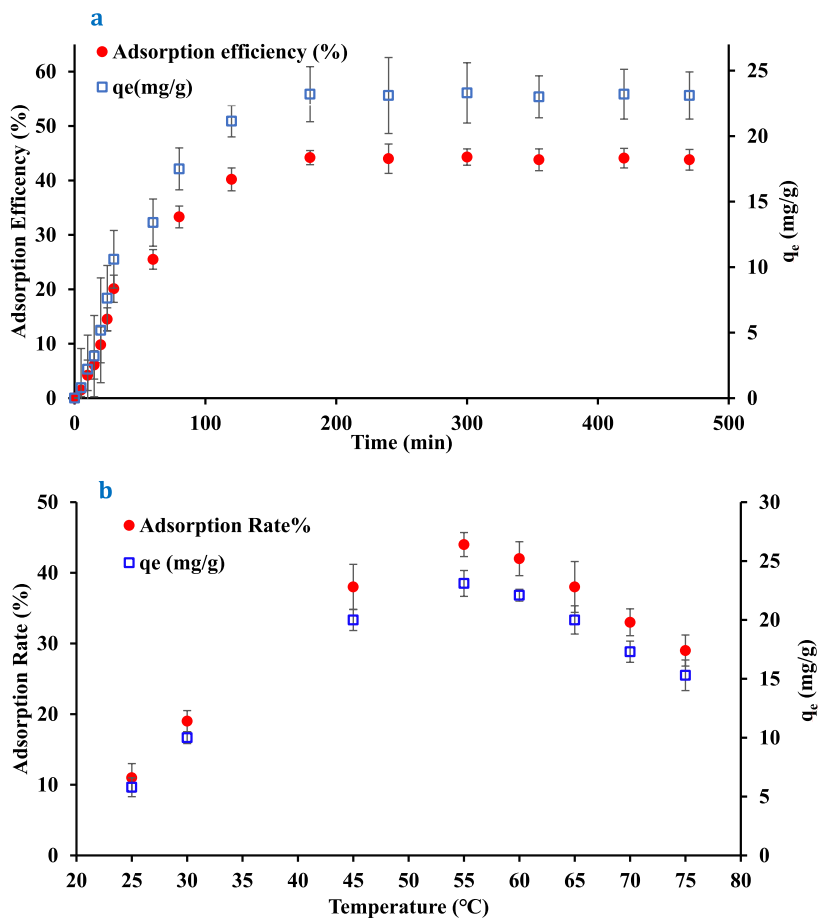 a
Adsorption efficiency (%)
qe(mg/g)
Adsorption Efficency (%)
60
50
40
30
20
10
0
25
20
15
10
5
0
qe (mg/g)
0 100 200 300 400 500
Time (min)
b
Adsorption Rate%
qe (mg/g)
Adsorption Rate (%)
50
40
30
20
10
0
30
25
20
15
10
5
0
qe (mg/g)
20 25 30 35 40 45 50 55 60 65 70 75 80
Temperature (°C)